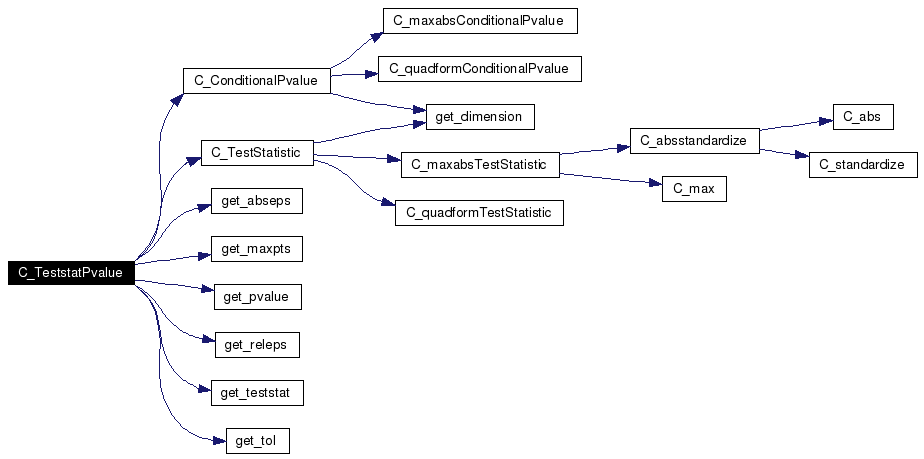 C_maxabsConditionalPvalue
C_quadformConditionalPvalue
C_ConditionalPvalue
get_dimension
C_abs
C_absstandardize
C_TestStatistic
C_maxabsTestStatistic
C_standardize
C_max
get_abseps
C_quadformTestStatistic
get_maxpts
C_TeststatPvalue
get_pvalue
get_releps
get_teststat
get_tol